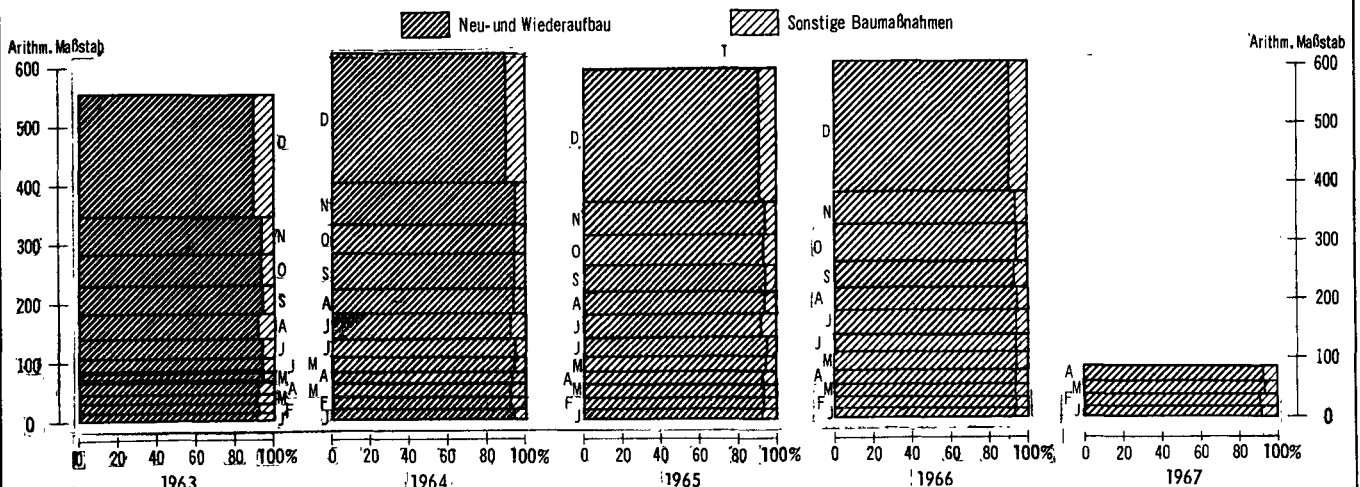 Neu-und Wiederaufbau
Sonstige Baumaßnahmen
Arithm. Maßstab
600
500
400
300
200
100
0
D
N
O
S
A
J
J
M
A
M
F
J
0 20 40 60 80 100%
1963
D
N
O
S
A
J
J
M
A
M
F
J
0 20 40 60 80 100%
1964
T
D
N
O
S
A
J
J
M
A
M
F
J
0 20 40 60 80 100%
1965
D
N
O
S
A
J
J
M
A
M
F
J
0 20 40 60 80 100%
1966
A
M
F
J
0 20 40 60 80 100%
1967
Arithm. Maßstab
600
500
400
300
200
100
0